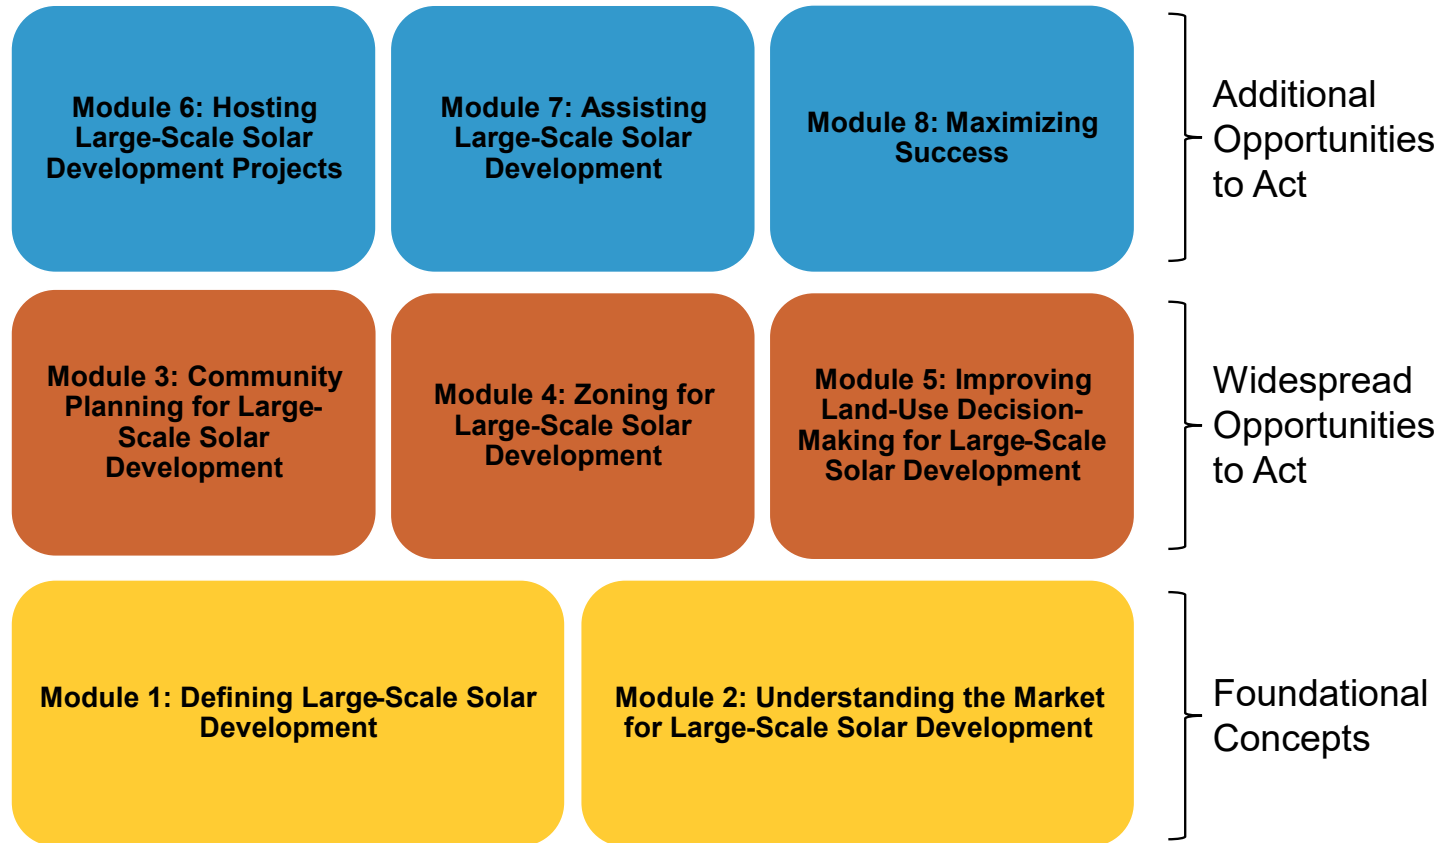 Module 6: Hosting
Large-Scale Solar
Development Projects
Module 7: Assisting
Large-Scale Solar
Development
Module 8: Maximizing
Success
Additional
Opportunities
to Act
Module 3: Community
Planning for Large-
Scale Solar
Development
Module 4: Zoning for
Large-Scale Solar
Development
Module 5: Improving
Land-Use Decision-
Making for Large-Scale
Solar Development
Widespread
Opportunities
to Act
Module 1: Defining Large-Scale Solar
Development
Module 2: Understanding the Market
for Large-Scale Solar Development
Foundational
Concepts